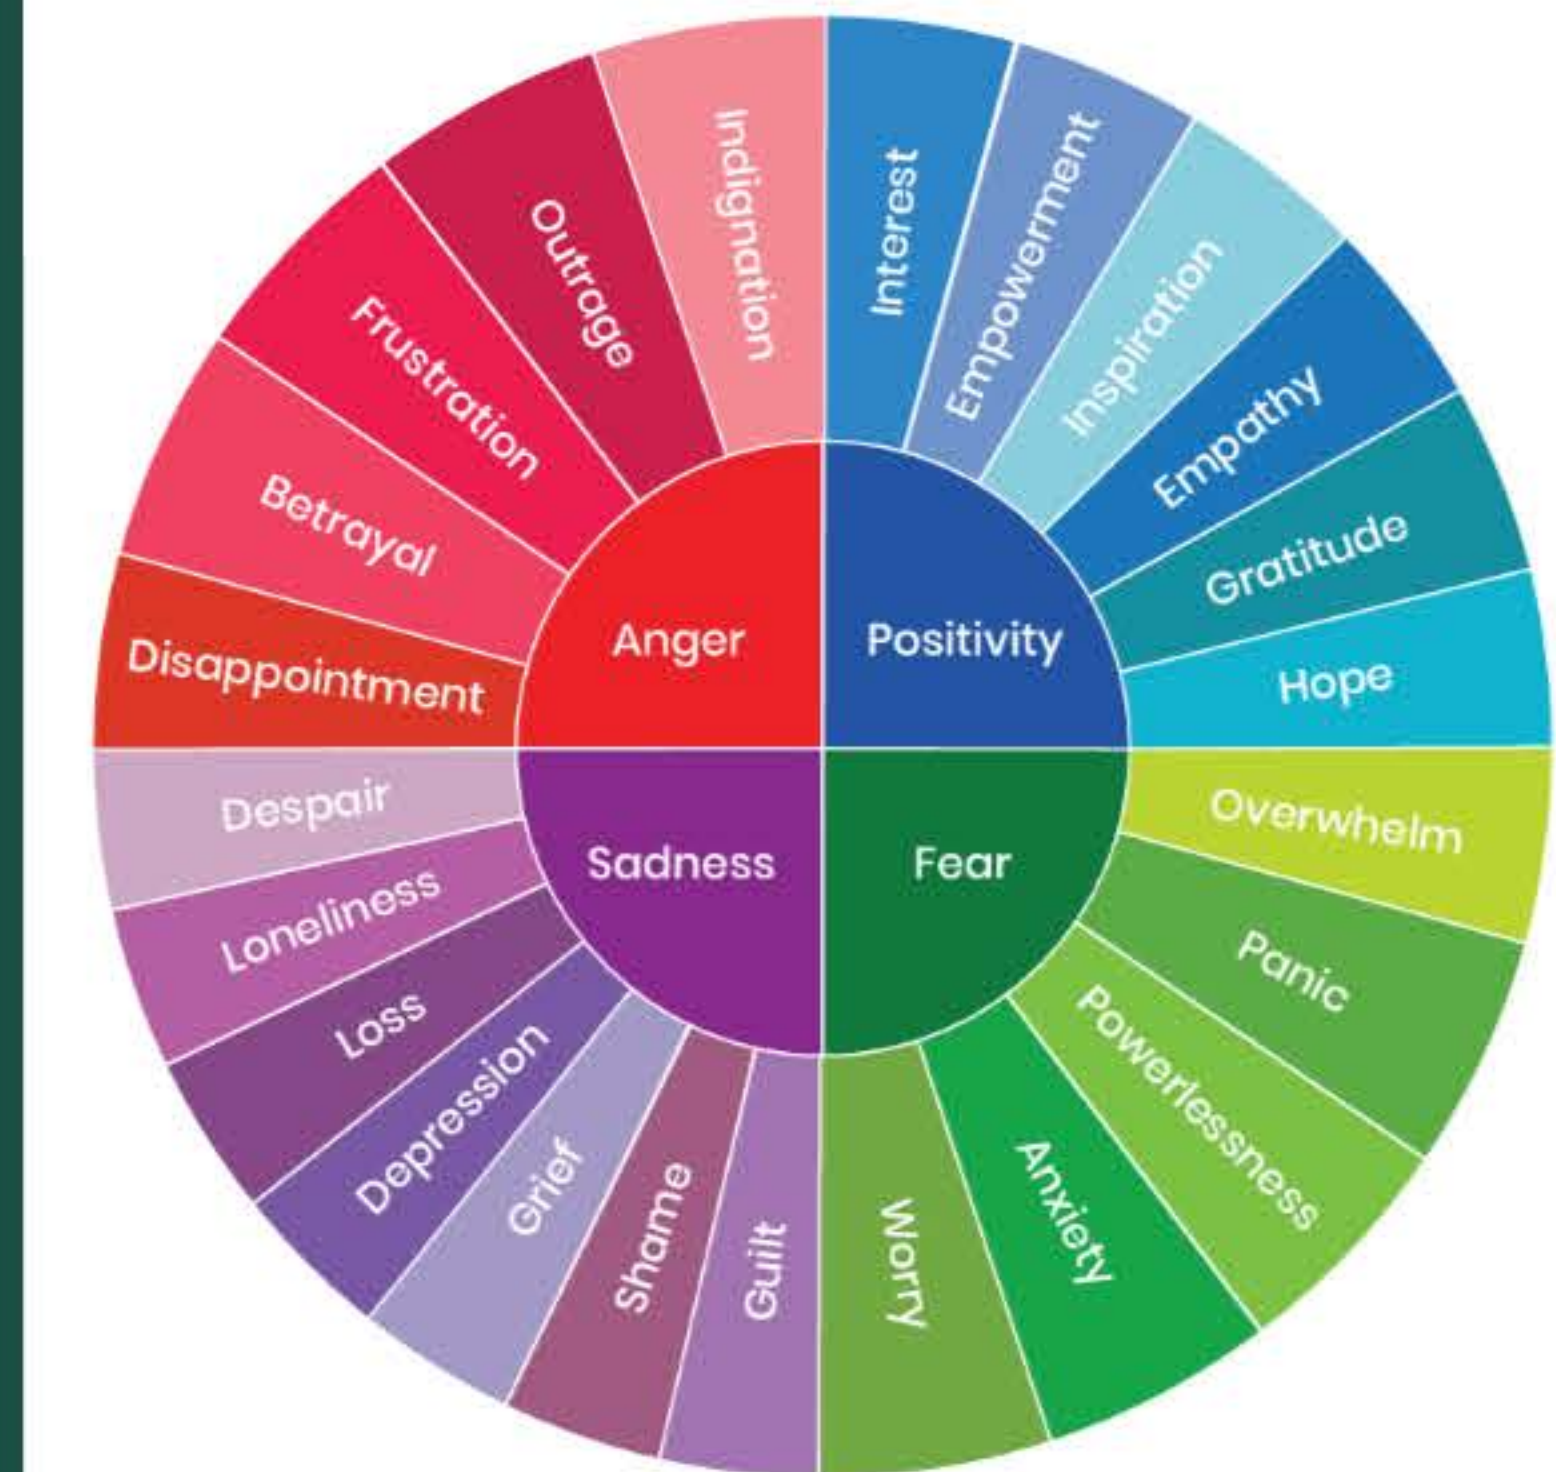 Indignation
Interest
Empowerment
Inspiration
Empathy
Gratitude
Hope
Overwhelm
Panic
Powerlessness
Anxiety
Worry
Guilt
Shame
Grief
Depression
Loss
Loneliness
Despair
Disappointment
Betrayal
Frustration
Outrage
Anger
Positivity
Sadness
Fear